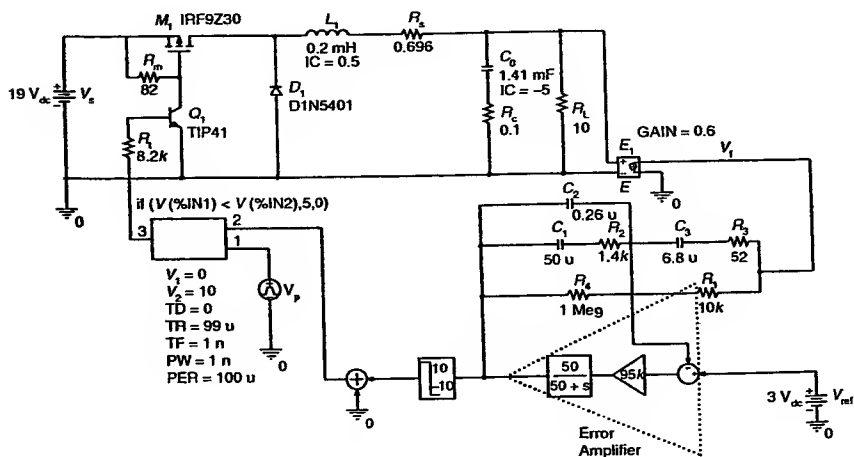 M1 IRF9Z30
L1
0.2 mH
IC = 0.5
Rs
0.696
19 Vdc
Vs
Rm
82
Q1
TIP41
R1
8.2k
D1
D1N5401
C0
1.41 mF
IC = –5
Rc
0.1
RL
10
GAIN = 0.6
E1
E
Vf
0
0
if (V(%IN1) < V(%IN2),5,0)
3
2
1
V1 = 0
V2 = 10
TD = 0
TR = 99 u
TF = 1 n
PW = 1 n
PER = 100 u
Vp
0
C2
0.26 u
C1
50 u
R2
1.4k
C3
6.8 u
R3
52
R4
1 Meg
10k
0
10
–10
50
50 + s
95k
Error
Amplifier
3 Vdc
Vref
0